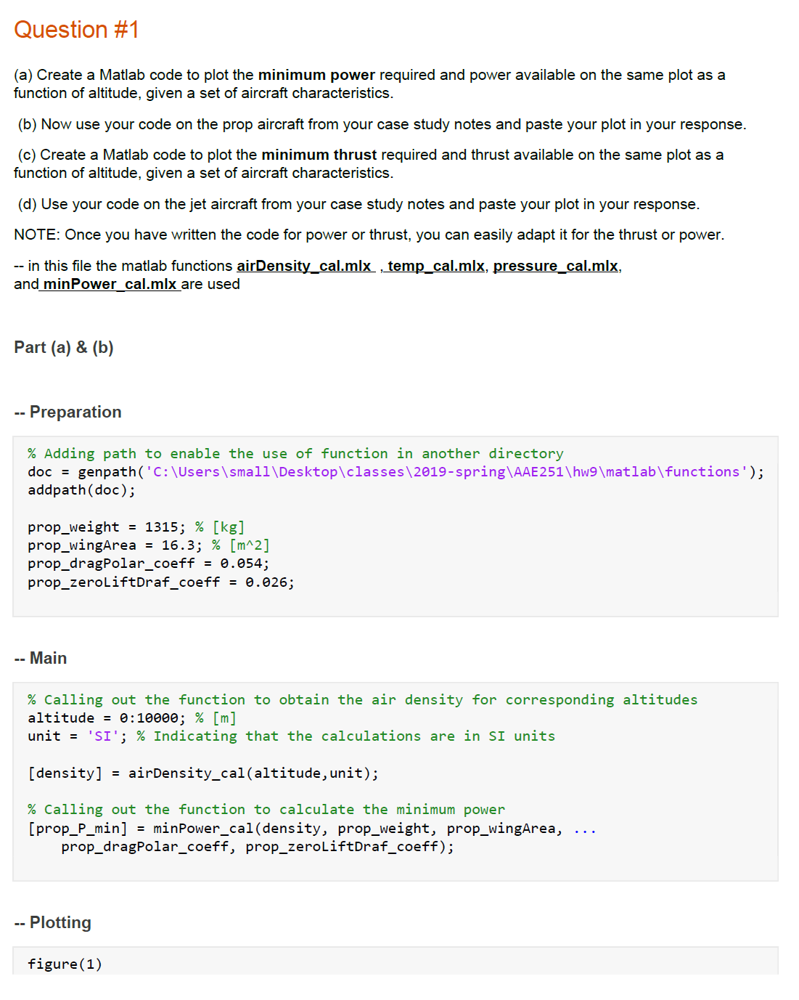 Question #1
(a) Create a Matlab code to plot the minimum power required and power available on the same plot as a
function of altitude, given a set of aircraft characteristics.
(b) Now use your code on the prop aircraft from your case study notes and paste your plot in your response.
(c) Create a Matlab code to plot the minimum thrust required and thrust available on the same plot as a
function of altitude, given a set of aircraft characteristics.
(d) Use your code on the jet aircraft from your case study notes and paste your plot in your response.
NOTE: Once you have written the code for power or thrust, you can easily adapt it for the thrust or power.
-- in this file the matlab functions airDensity_cal.mlx , temp_cal.mlx, pressure_cal.mlx,
and minPower_cal.mlx are used
Part (a) & (b)
-- Preparation
% Adding path to enable the use of function in another directory
doc = genpath('C:\Users\small\Desktop\classes\2019-spring\AAE251\hw9\matlab\functions');
addpath(doc);
prop_weight = 1315; % [kg]
prop_wingArea = 16.3; % [m^2]
prop_dragPolar_coeff = 0.054;
prop_zeroLiftDraf_coeff = 0.026;
-- Main
% Calling out the function to obtain the air density for corresponding altitudes
altitude = 0:10000; % [m]
unit = 'SI'; % Indicating that the calculations are in SI units
[density] = airDensity_cal(altitude,unit);
% Calling out the function to calculate the minimum power
[prop_P_min] = minPower_cal(density, prop_weight, prop_wingArea, ...
prop_dragPolar_coeff, prop_zeroLiftDraf_coeff);
-- Plotting
figure(1)